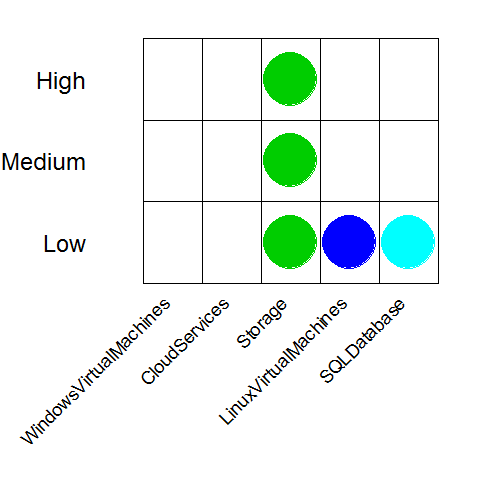 High
Medium
Low
WindowsVirtualMachines
CloudServices
Storage
LinuxVirtualMachines
SQLDatabase